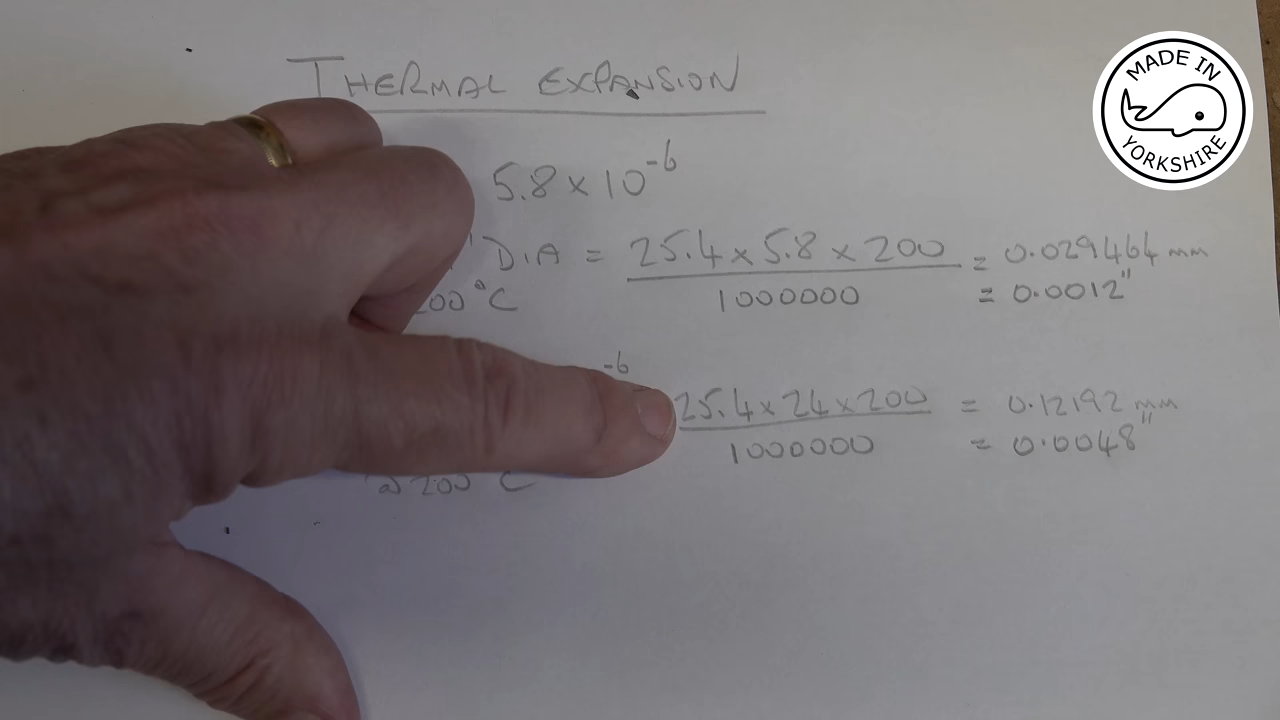 THERMAL EXPANSION
5.8 x 10⁻⁶
" DIA = 25.4 x 5.8 x 200 / 1000000 = 0.029464 mm
200°C = 0.0012"
-6
25.4 x 24 x 200 / 1000000 = 0.12192 mm
= 0.0048"
@ 200 C
MADE IN
YORKSHIRE